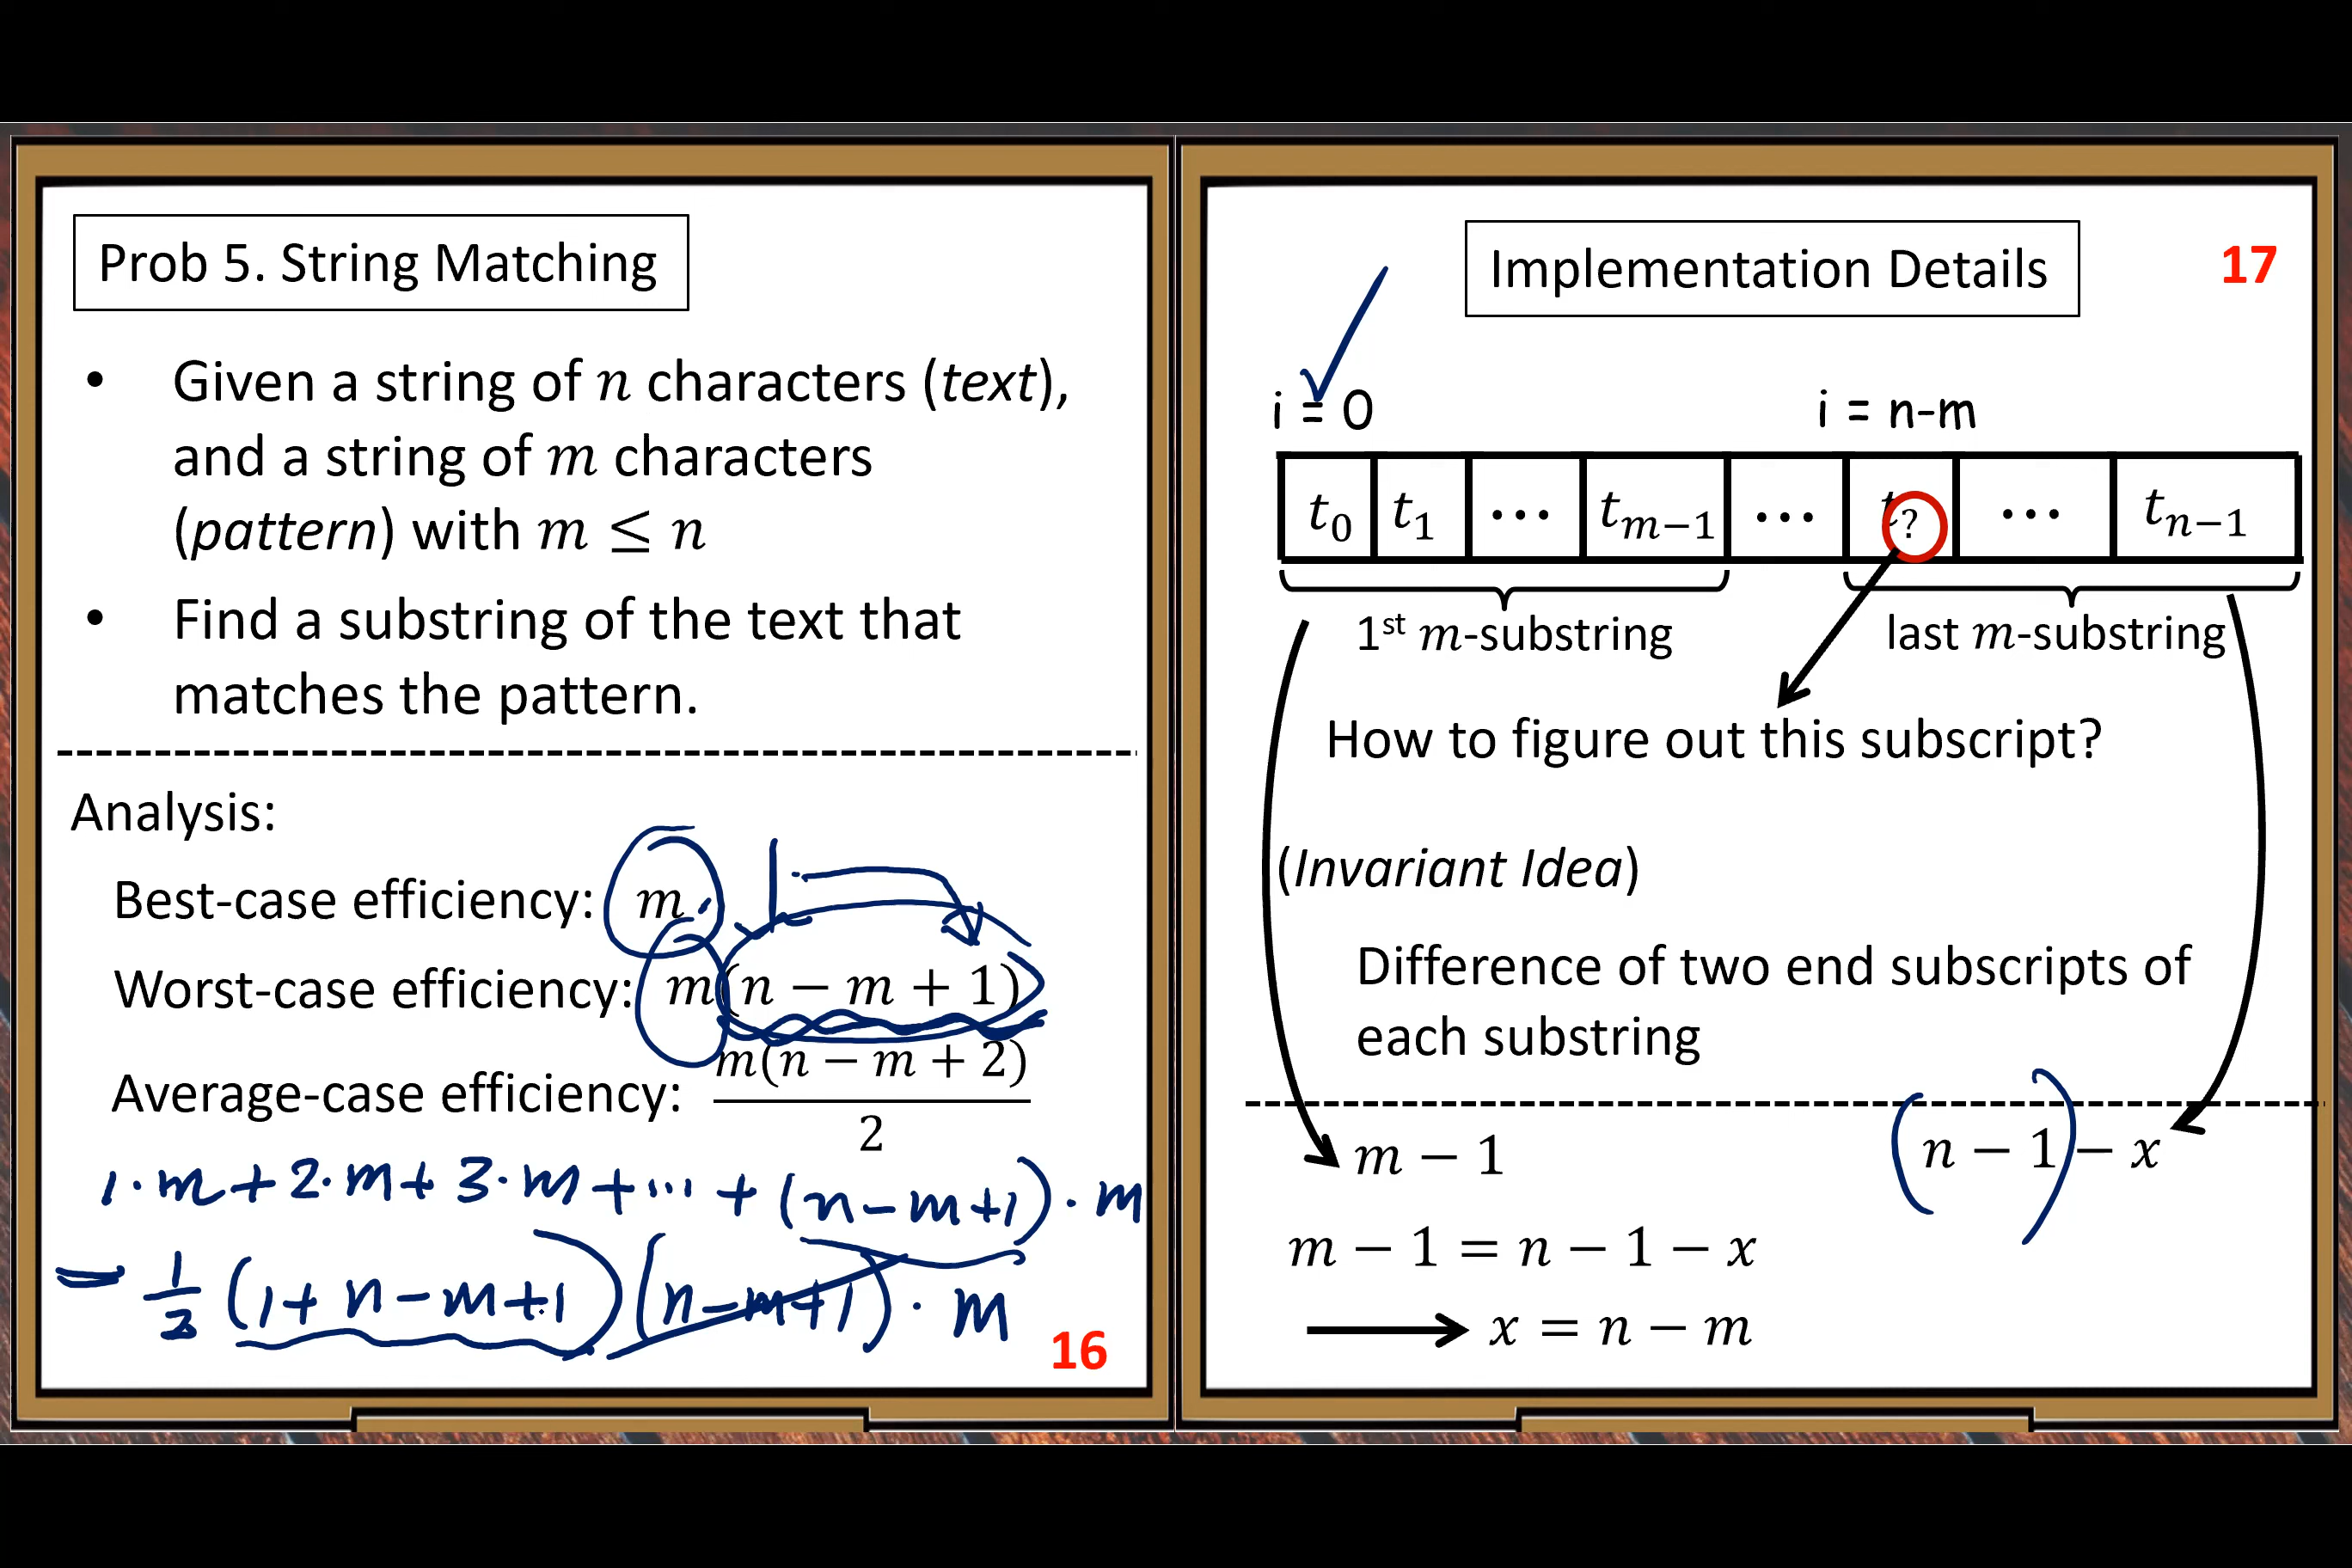 Prob 5. String Matching
• Given a string of n characters (text),
and a string of m characters
(pattern) with m ≤ n
• Find a substring of the text that
matches the pattern.
Analysis:
Best-case efficiency: m
Worst-case efficiency: m(n − m + 1)
Average-case efficiency: m(n − m + 2)
2
1·m + 2·m + 3·m + ... + (n − m + 1)·m
= 1/2 (1 + n − m + 1) (n − m + 1) · m
16
Implementation Details
17
i = 0
i = n-m
t₀ t₁ ⋯ tₘ₋₁ ⋯ t? ⋯ tₙ₋₁
1st m-substring
last m-substring
How to figure out this subscript?
(Invariant Idea)
Difference of two end subscripts of
each substring
m − 1
(n − 1) − x
m − 1 = n − 1 − x
x = n − m